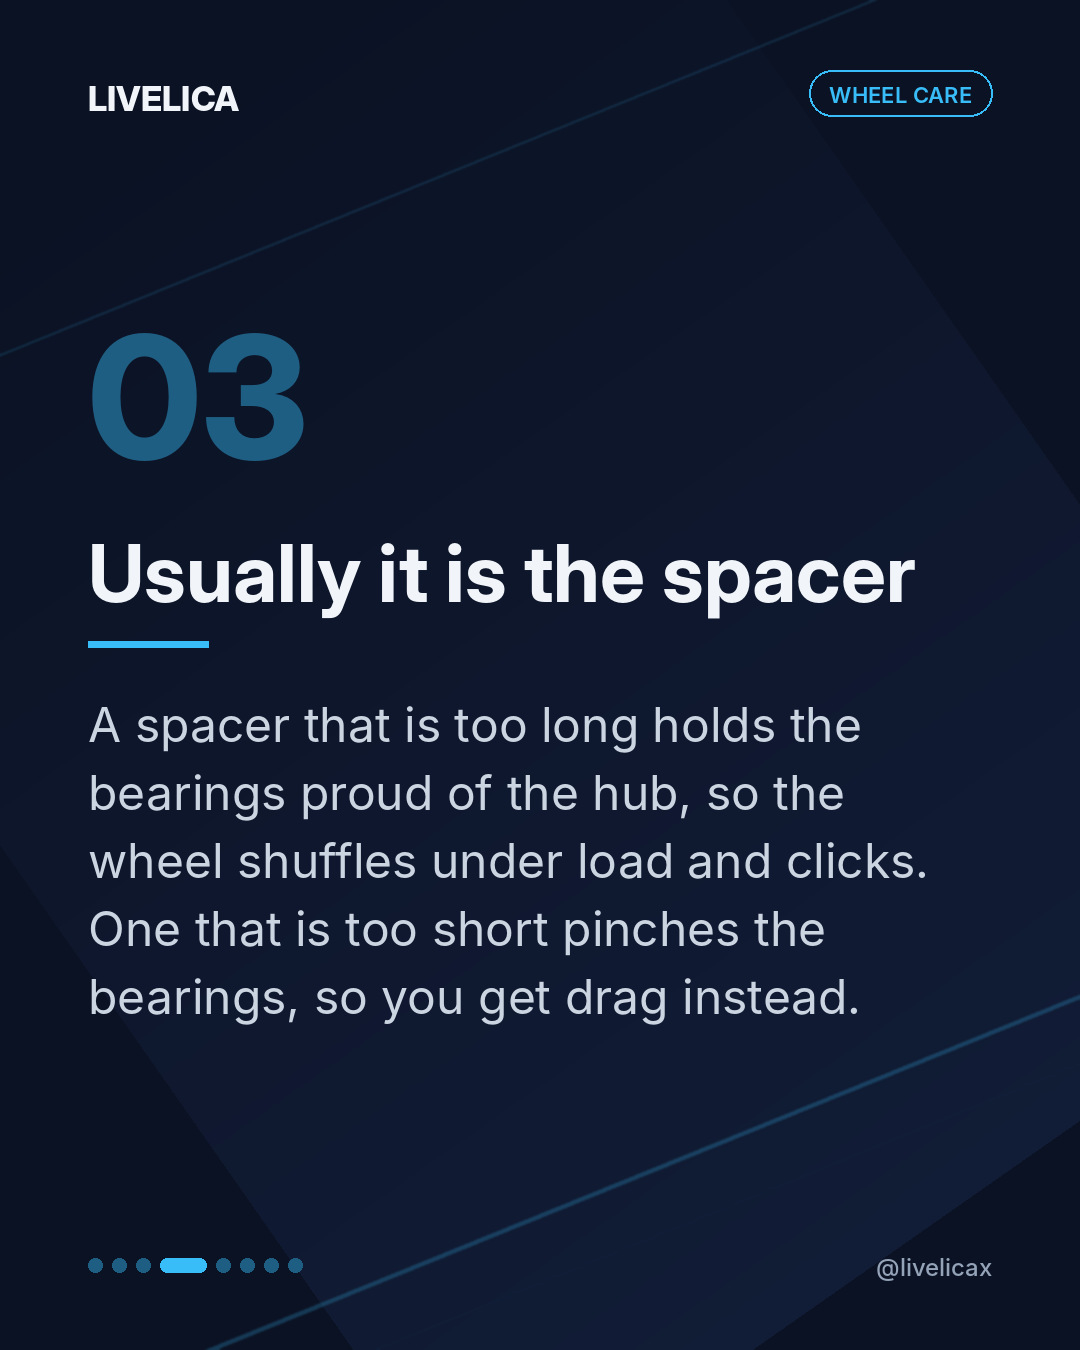 LIVELICA
WHEEL CARE
03
Usually it is the spacer
A spacer that is too long holds the
bearings proud of the hub, so the
wheel shuffles under load and clicks.
One that is too short pinches the
bearings, so you get drag instead.
@livelicax